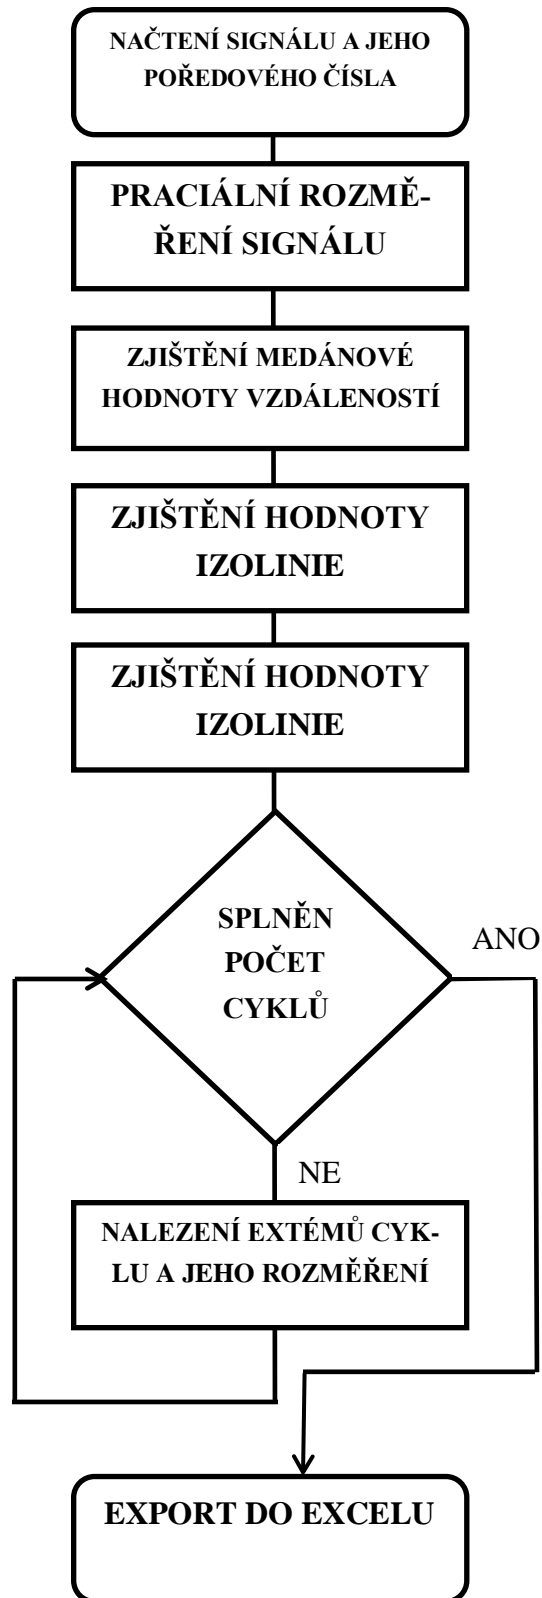 NAČTENÍ SIGNÁLU A JEHO
POŘEDOVÉHO ČÍSLA
PRACIÁLNÍ ROZMĚ-
ŘENÍ SIGNÁLU
ZJIŠTĚNÍ MEDÁNOVÉ
HODNOTY VZDÁLENOSTÍ
ZJIŠTĚNÍ HODNOTY
IZOLINIE
ZJIŠTĚNÍ HODNOTY
IZOLINIE
SPLNĚN
POČET
CYKLŮ
ANO
NE
NALEZENÍ EXTÉMŮ CYK-
LU A JEHO ROZMĚŘENÍ
EXPORT DO EXCELU